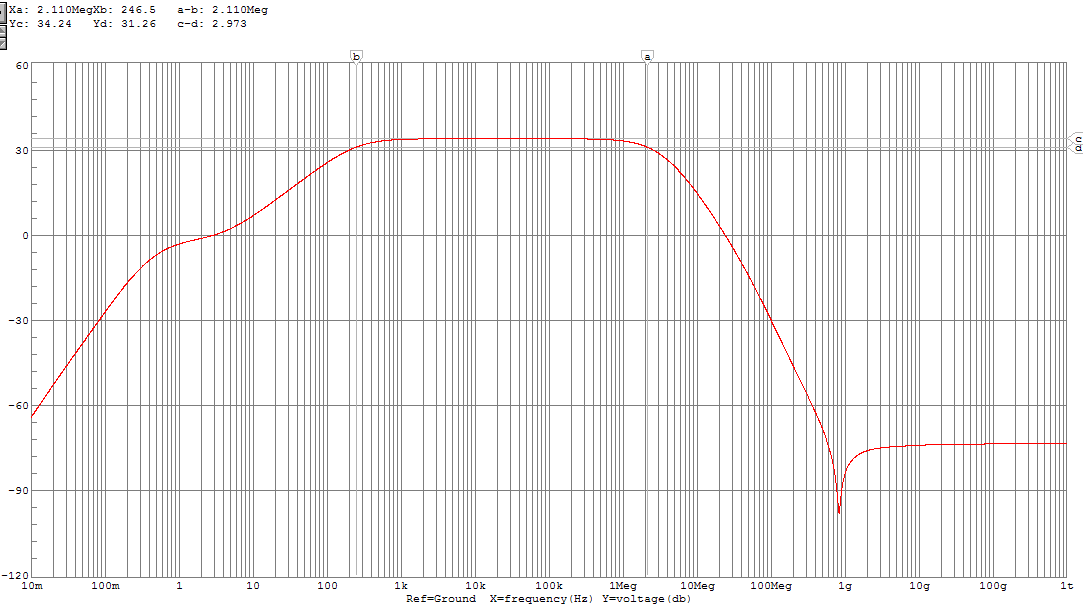 Xa: 2.110MegXb: 246.5 a-b: 2.110Meg
Yc: 34.24 Yd: 31.26 c-d: 2.973
b a
60
30
c
d
0
-30
-60
-90
-120
10m 100m 1 10 100 1k 10k 100k 1Meg 10Meg 100Meg 1g 10g 100g 1t
Ref=Ground X=frequency(Hz) Y=voltage(db)